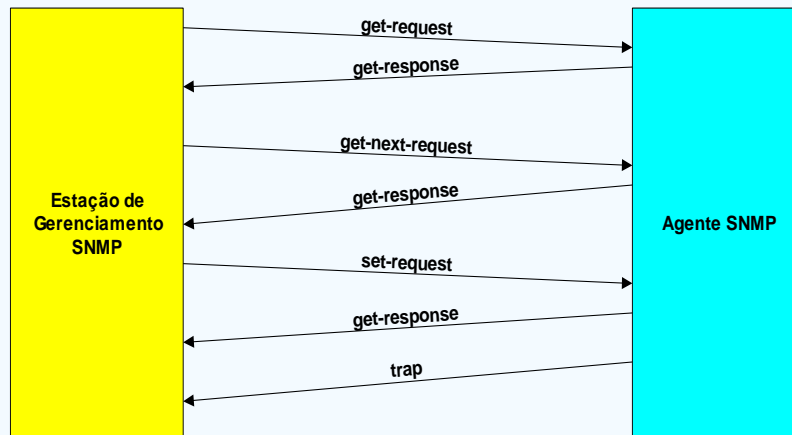 get-request
get-response
get-next-request
Estação de
Gerenciamento
SNMP
get-response
Agente SNMP
set-request
get-response
trap